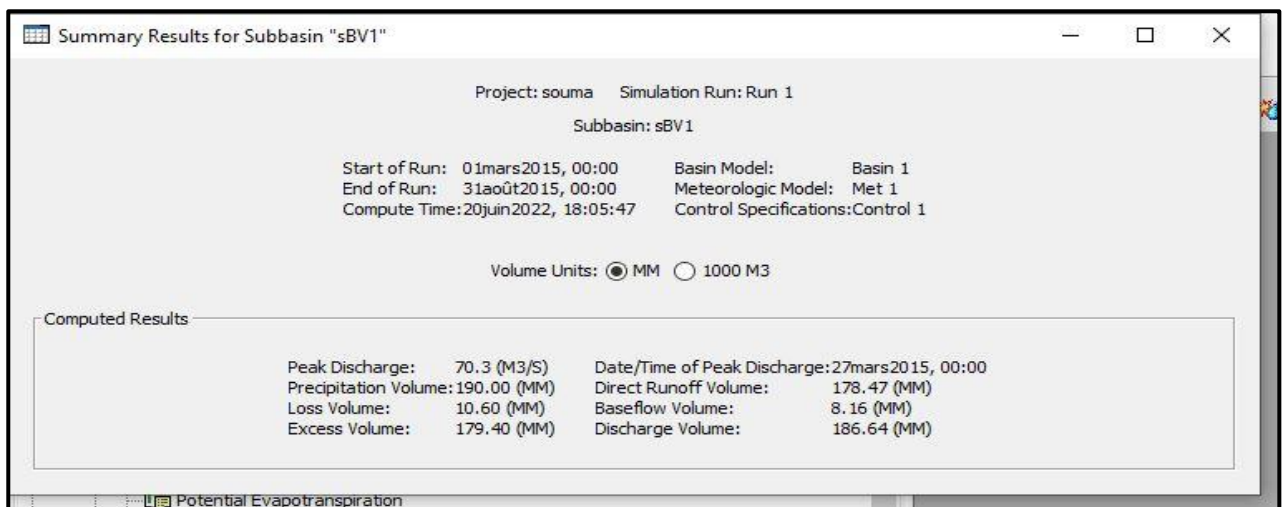 Summary Results for Subbasin "sBV1"
Project: souma Simulation Run: Run 1
Subbasin: sBV1
Start of Run: 01mars2015, 00:00 Basin Model: Basin 1
End of Run: 31août2015, 00:00 Meteorologic Model: Met 1
Compute Time:20juin2022, 18:05:47 Control Specifications:Control 1
Volume Units: MM 1000 M3
Computed Results
Peak Discharge: 70.3 (M3/S) Date/Time of Peak Discharge:27mars2015, 00:00
Precipitation Volume:190.00 (MM) Direct Runoff Volume: 178.47 (MM)
Loss Volume: 10.60 (MM) Baseflow Volume: 8.16 (MM)
Excess Volume: 179.40 (MM) Discharge Volume: 186.64 (MM)
Potential Evapotranspiration